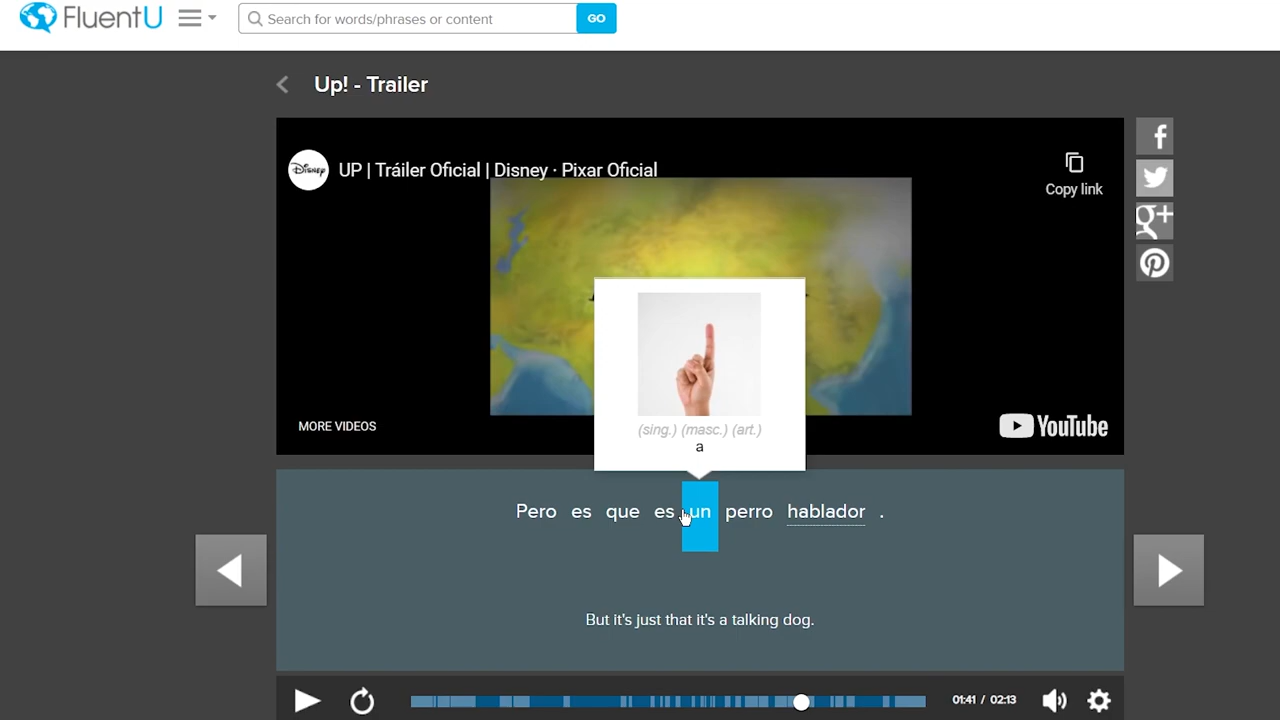 FluentU
Search for words/phrases or content
GO
Up! - Trailer
Disney
UP | Tráiler Oficial | Disney · Pixar Oficial
Copy link
f
g+
(sing.) (masc.) (art.)
a
MORE VIDEOS
YouTube
Pero es que es un perro hablador .
But it's just that it's a talking dog.
01:41 / 02:13